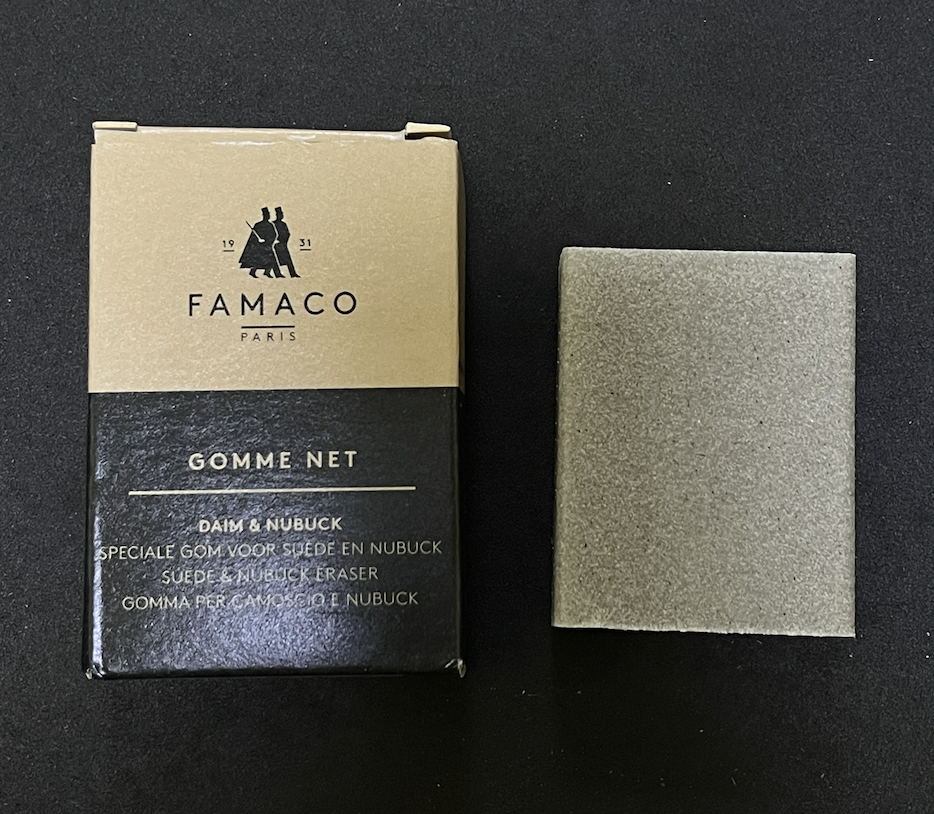 19 31
FAMACO
PARIS
GOMME NET
DAIM & NUBUCK
SPECIALE GOM VOOR SUÈDE EN NUBUCK
SUEDE & NUBUCK ERASER
GOMMA PER CAMOSCIO E NUBUCK